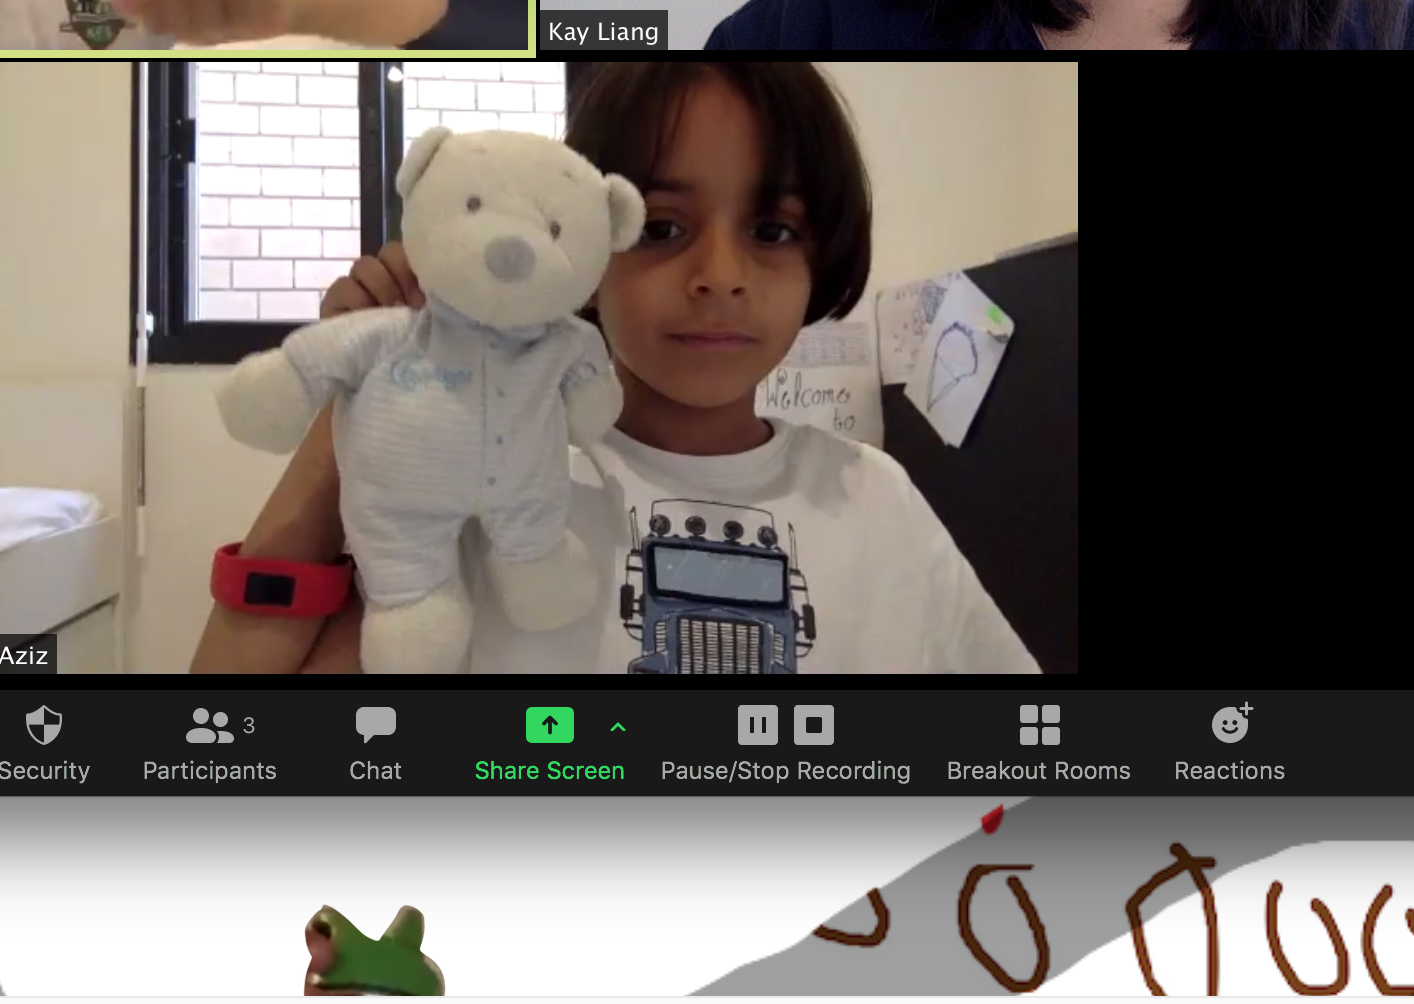 Kay Liang
Welcome
to
Aziz
3
Security
Participants
Chat
Share Screen
Pause/Stop Recording
Breakout Rooms
Reactions